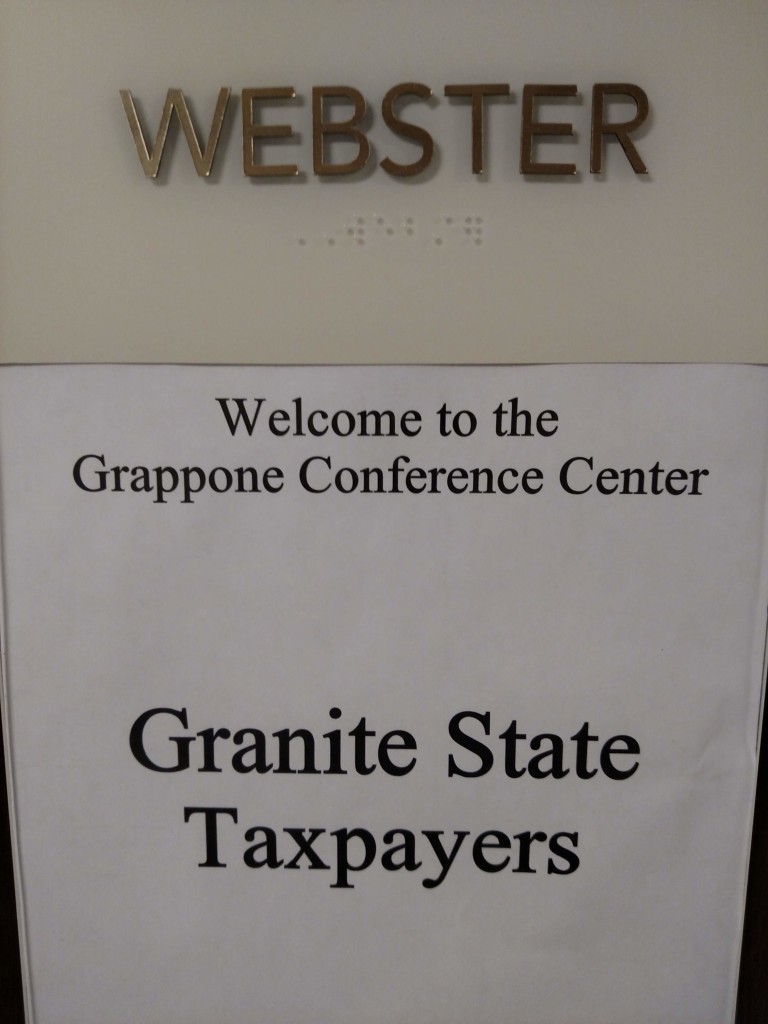 WEBSTER
Welcome to the
Grappone Conference Center
Granite State
Taxpayers